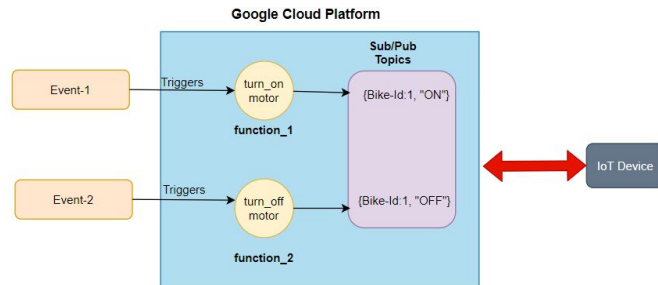 Google Cloud Platform
Sub/Pub
Topics
Event-1
Triggers
turn_on
motor
{Bike-Id:1, "ON"}
function_1
IoT Device
Event-2
Triggers
turn_off
motor
{Bike-Id:1, "OFF"}
function_2